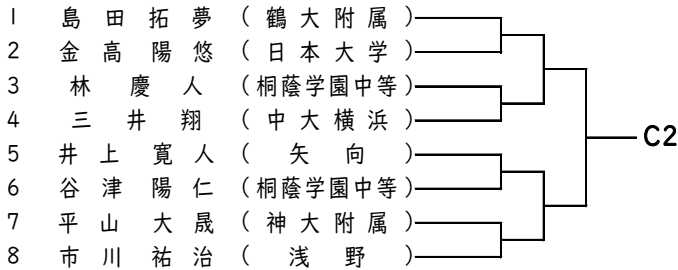 1 島田拓夢 (鶴大附属)
2 金高陽悠 (日本大学)
3 林慶人 (桐蔭学園中等)
4 三井翔 (中大横浜)
5 井上寛人 (矢向)
6 谷津陽仁 (桐蔭学園中等)
7 平山大晟 (神大附属)
8 市川祐治 (浅野)
C2